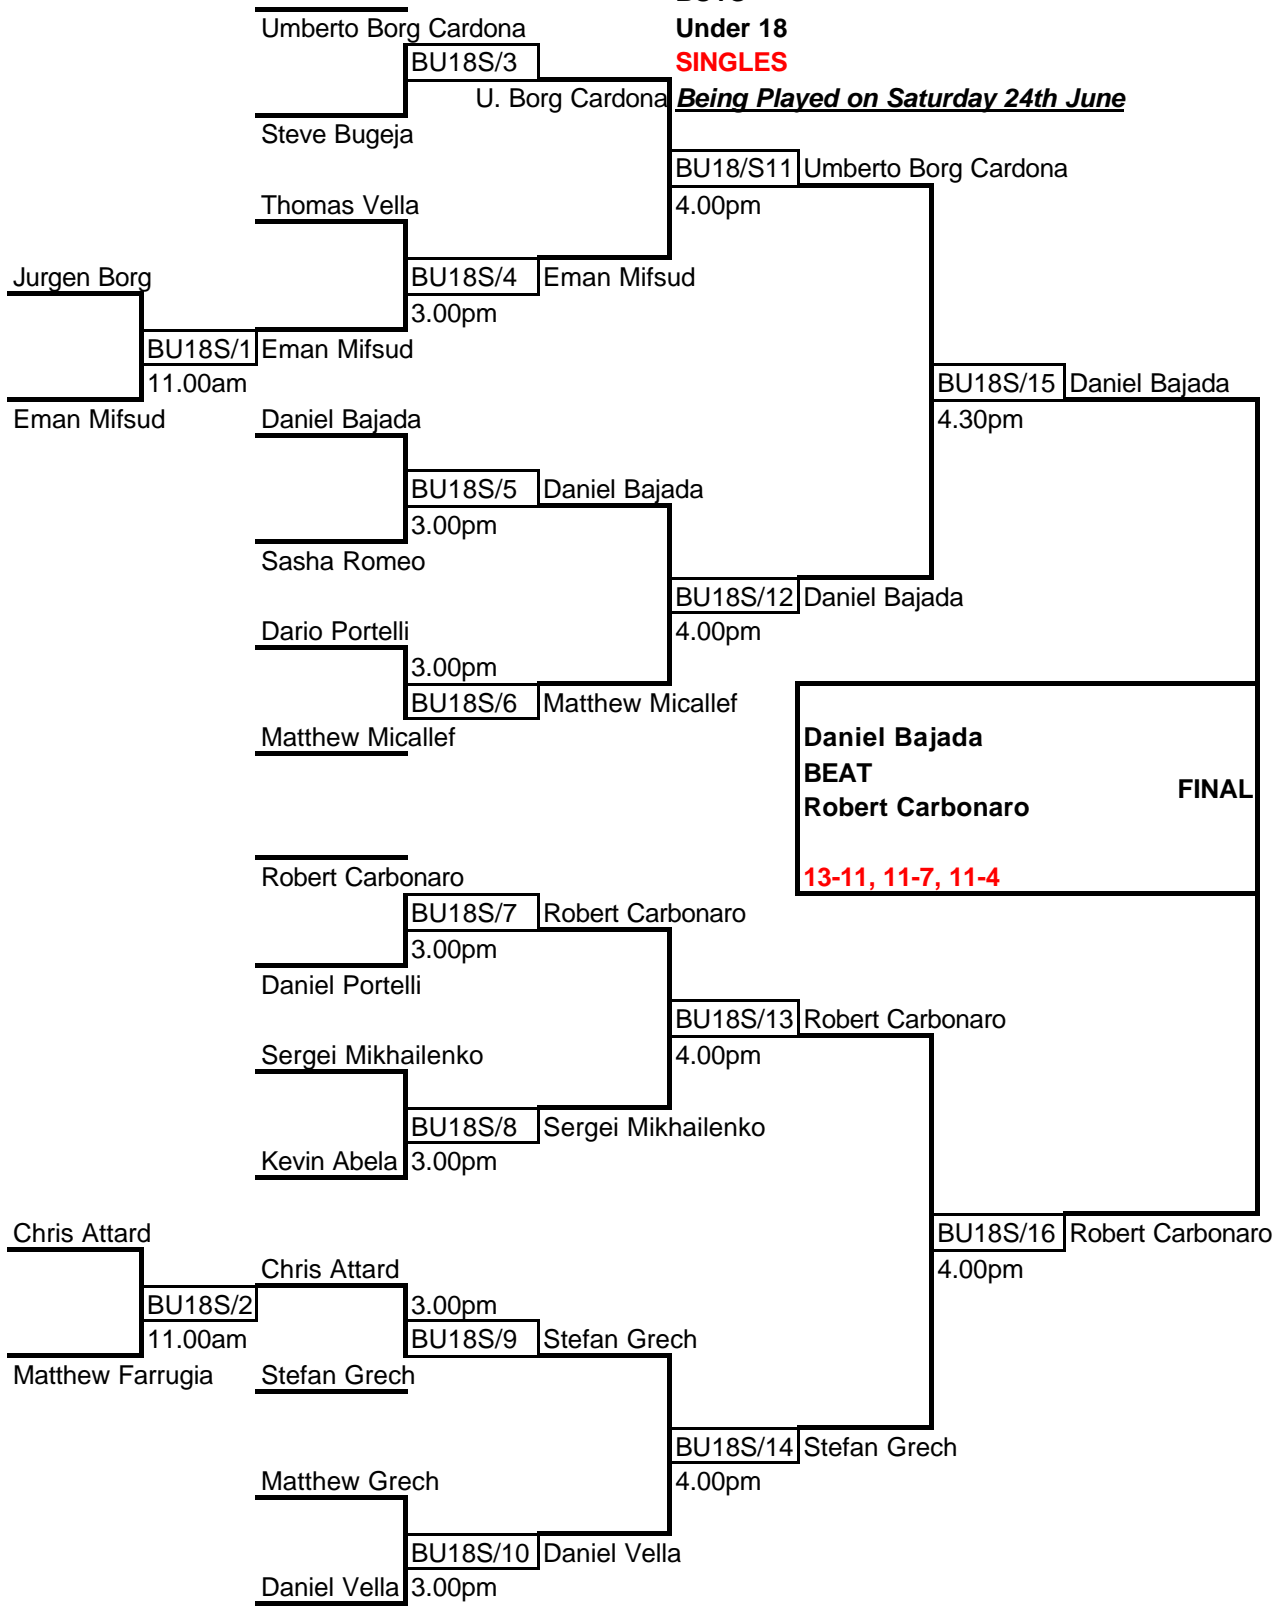 BOYS
Umberto Borg Cardona
Under 18
BU18S/3
SINGLES
U. Borg Cardona
Being Played on Saturday 24th June
Steve Bugeja
BU18/S11
Umberto Borg Cardona
Thomas Vella
4.00pm
Jurgen Borg
BU18S/4
Eman Mifsud
3.00pm
BU18S/1
Eman Mifsud
11.00am
BU18S/15
Daniel Bajada
Eman Mifsud
Daniel Bajada
4.30pm
BU18S/5
Daniel Bajada
3.00pm
Sasha Romeo
BU18S/12
Daniel Bajada
Dario Portelli
4.00pm
3.00pm
BU18S/6
Matthew Micallef
Matthew Micallef
Daniel Bajada
BEAT
FINAL
Robert Carbonaro
Robert Carbonaro
13-11, 11-7, 11-4
BU18S/7
Robert Carbonaro
3.00pm
Daniel Portelli
BU18S/13
Robert Carbonaro
Sergei Mikhailenko
4.00pm
BU18S/8
Sergei Mikhailenko
Kevin Abela
3.00pm
Chris Attard
BU18S/16
Robert Carbonaro
Chris Attard
4.00pm
BU18S/2
3.00pm
11.00am
BU18S/9
Stefan Grech
Matthew Farrugia
Stefan Grech
BU18S/14
Stefan Grech
Matthew Grech
4.00pm
BU18S/10
Daniel Vella
Daniel Vella
3.00pm